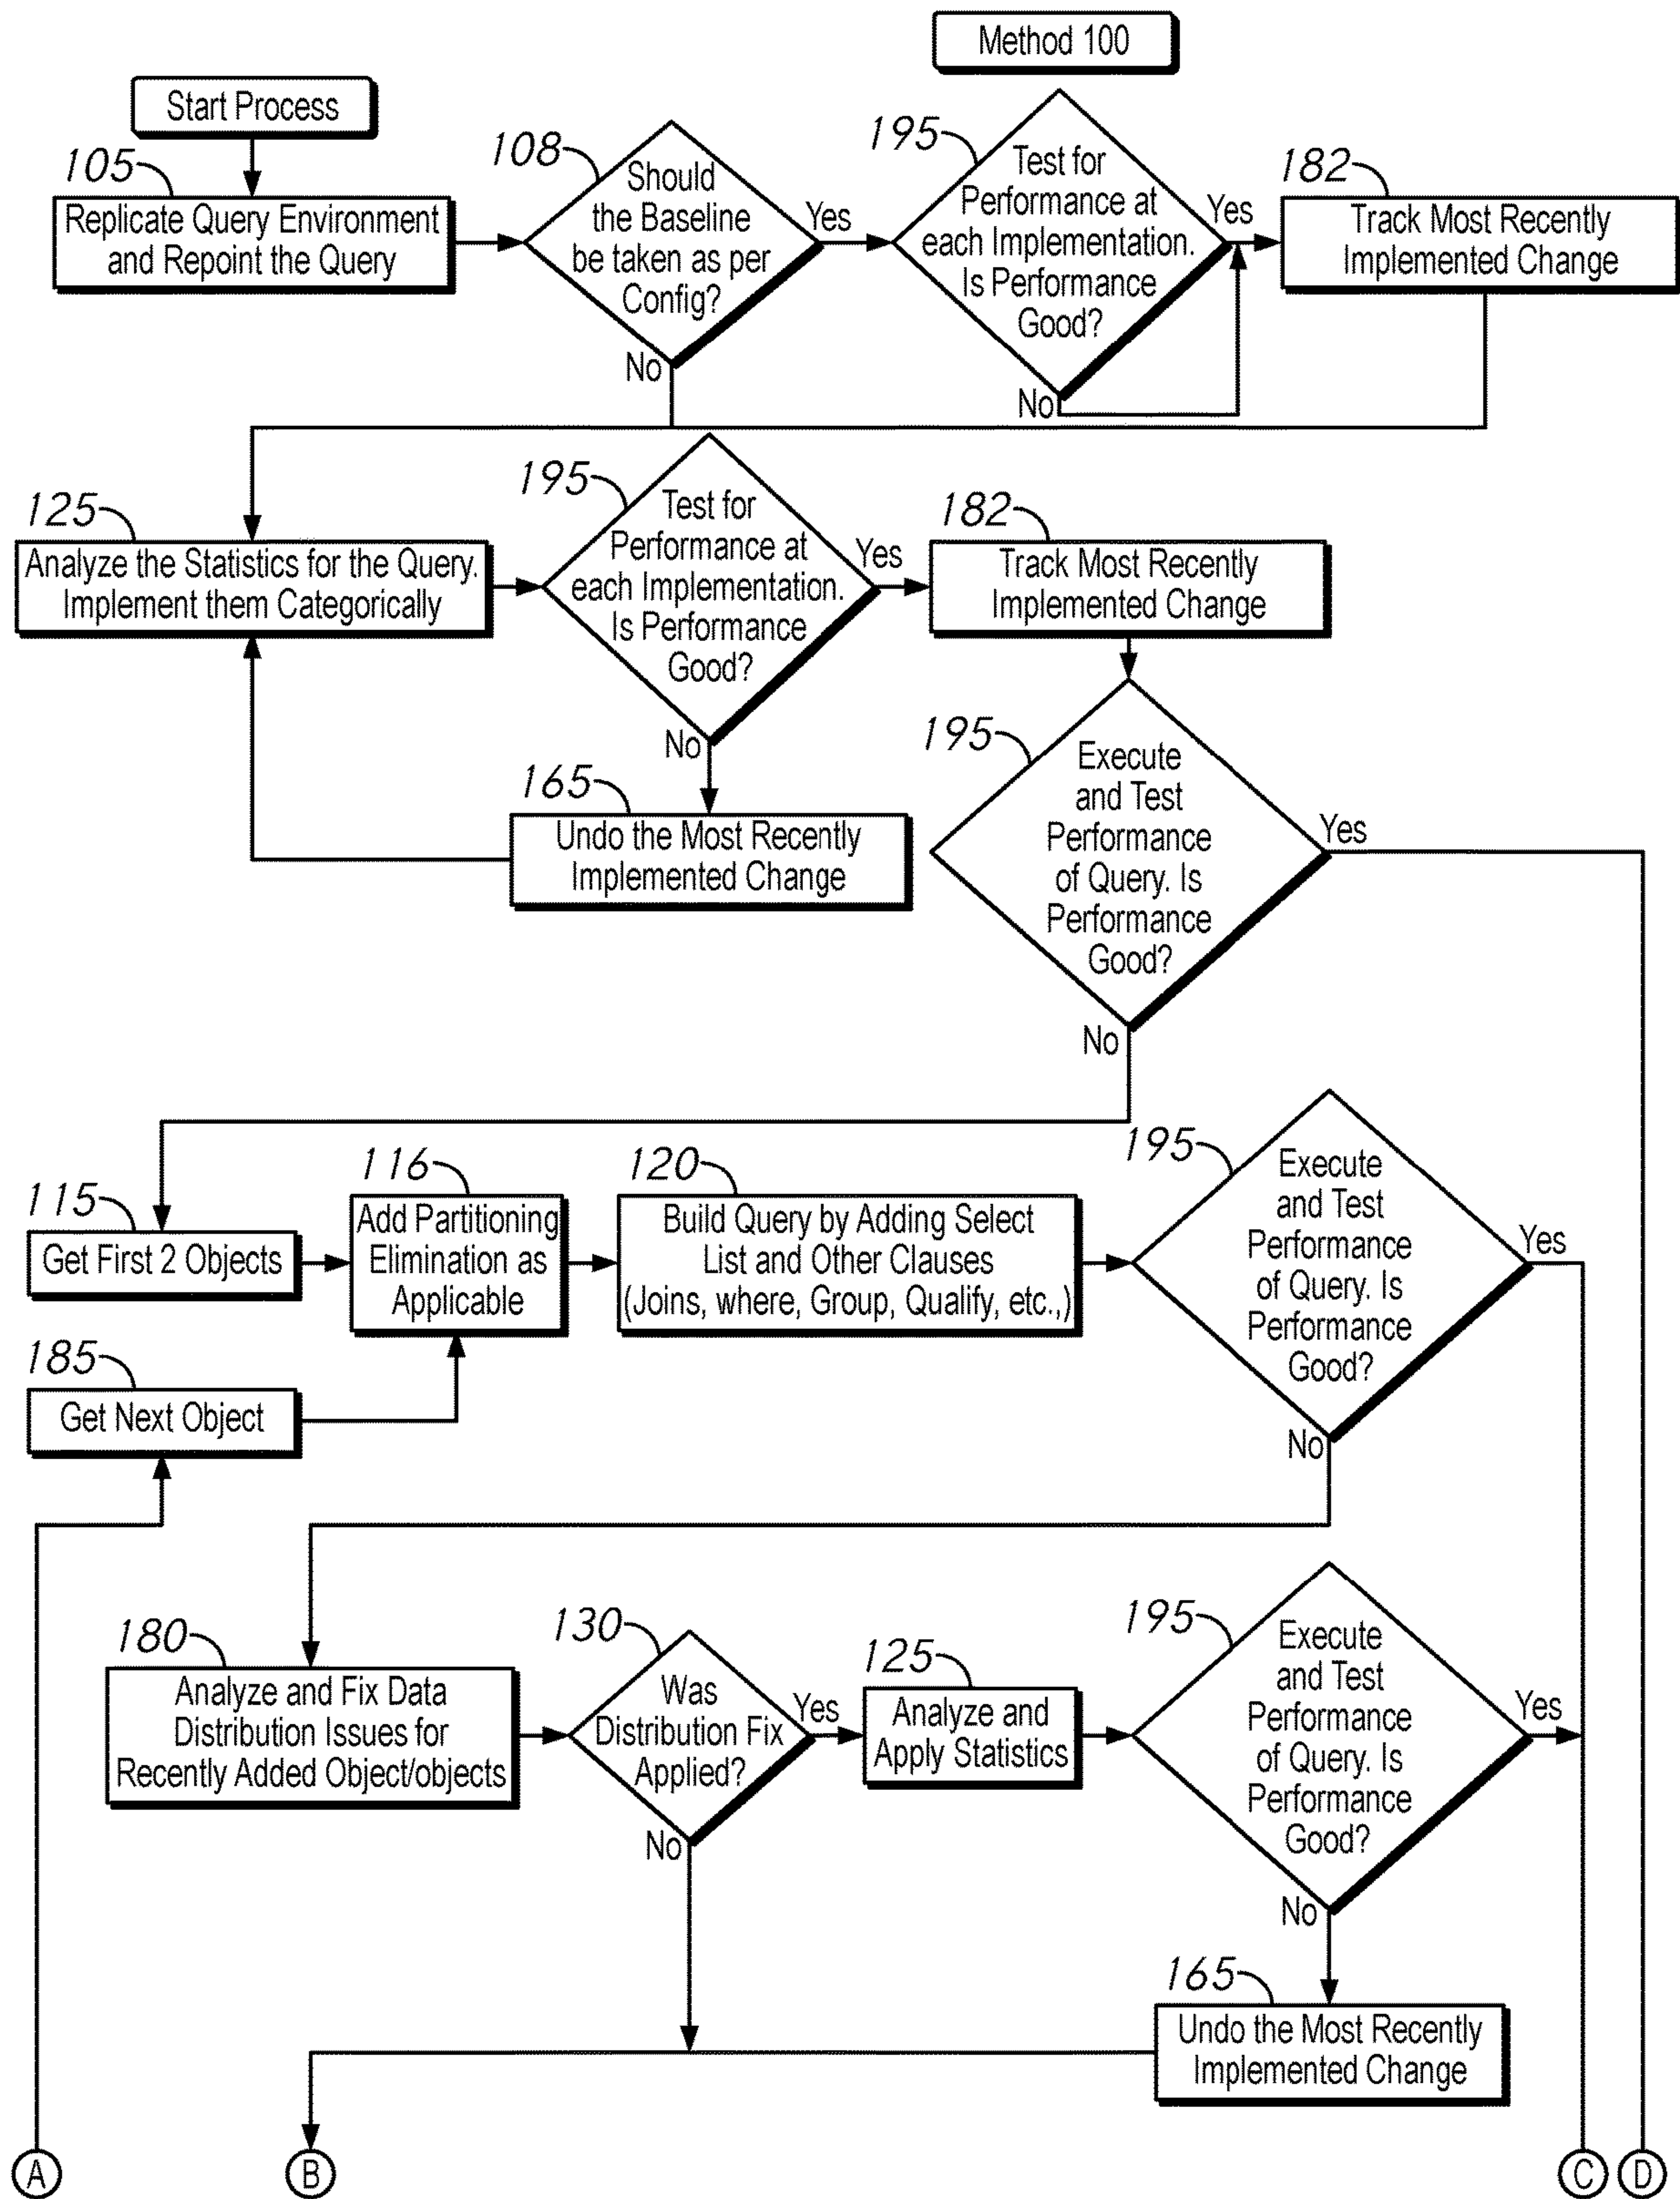 Method 100
Start Process
105
Replicate Query Environment
and Repoint the Query
108
Should
the Baseline
be taken as per
Config?
Yes
No
195
Test for
Performance at
each Implementation.
Is Performance
Good?
Yes
No
182
Track Most Recently
Implemented Change
125
Analyze the Statistics for the Query.
Implement them Categorically
195
Test for
Performance at
each Implementation.
Is Performance
Good?
Yes
No
182
Track Most Recently
Implemented Change
165
Undo the Most Recently
Implemented Change
195
Execute
and Test
Performance
of Query. Is
Performance
Good?
Yes
No
115
Get First 2 Objects
116
Add Partitioning
Elimination as
Applicable
120
Build Query by Adding Select
List and Other Clauses
(Joins, where, Group, Qualify, etc.,)
195
Execute
and Test
Performance
of Query. Is
Performance
Good?
Yes
No
185
Get Next Object
180
Analyze and Fix Data
Distribution Issues for
Recently Added Object/objects
130
Was
Distribution Fix
Applied?
Yes
No
125
Analyze and
Apply Statistics
195
Execute
and Test
Performance
of Query. Is
Performance
Good?
Yes
No
165
Undo the Most Recently
Implemented Change
A
B
C
D